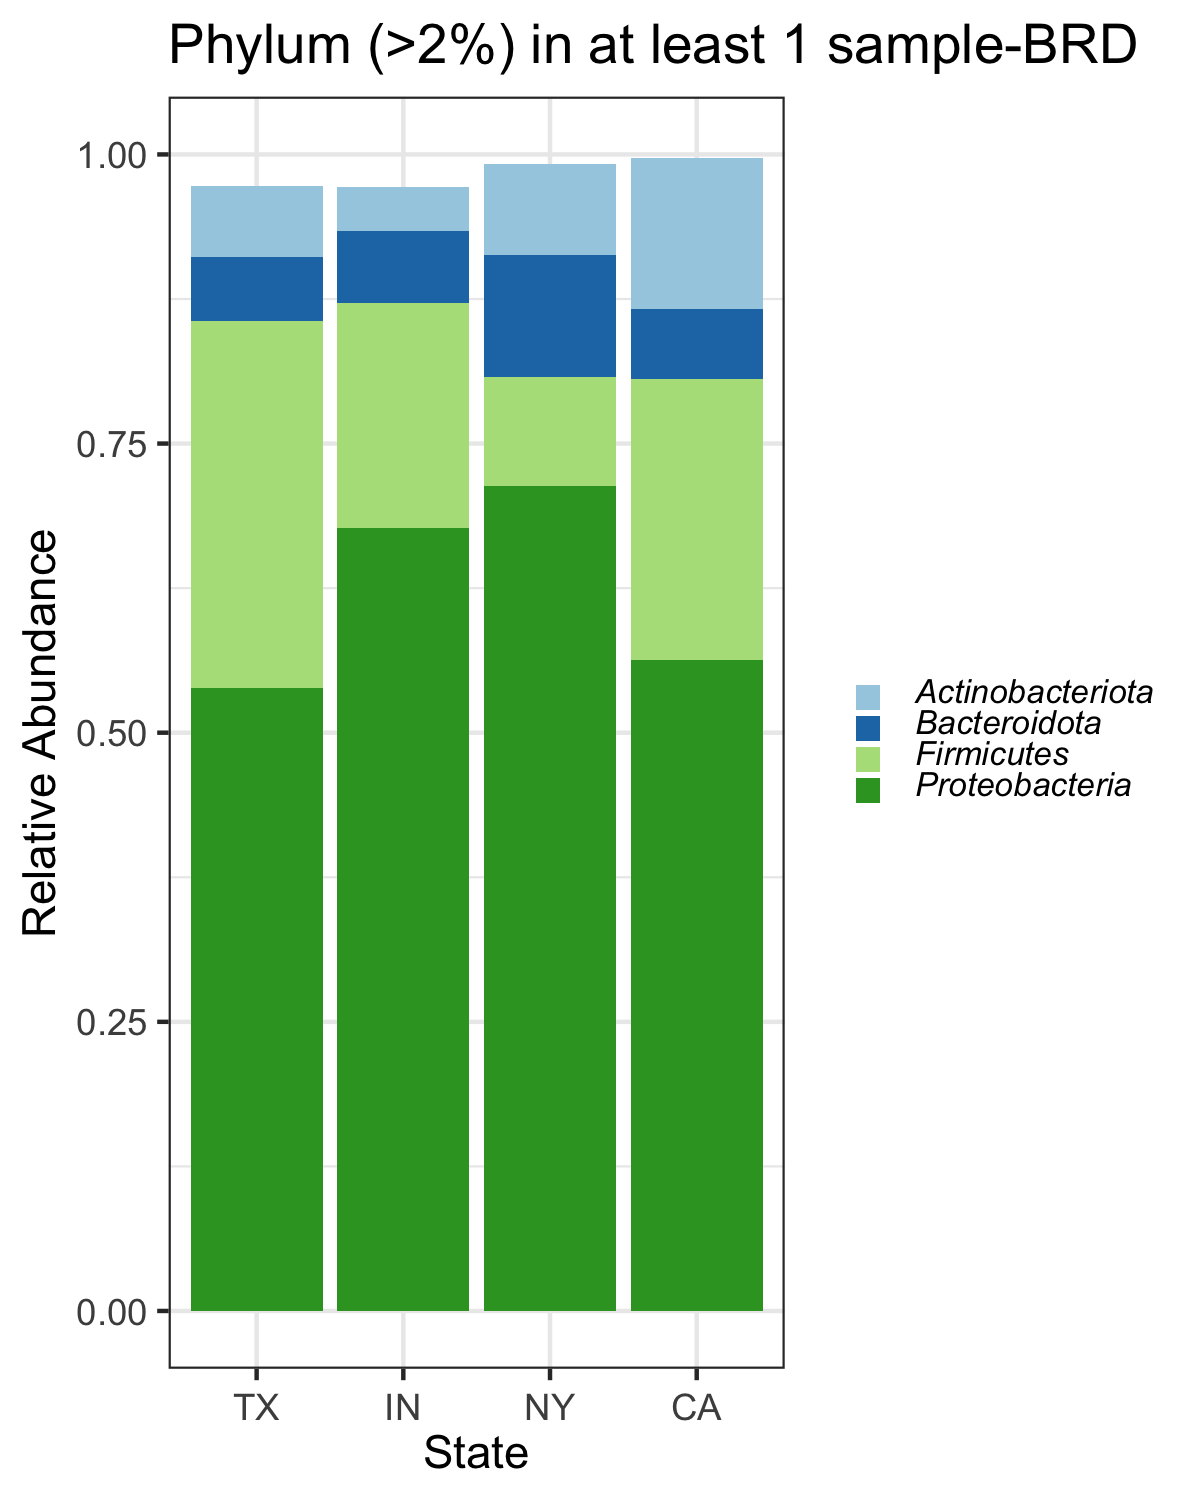 Phylum (>2%) in at least 1 sample-BRD
Relative Abundance
1.00
0.75
0.50
0.25
0.00
TX
IN
NY
CA
State
Actinobacteriota
Bacteroidota
Firmicutes
Proteobacteria